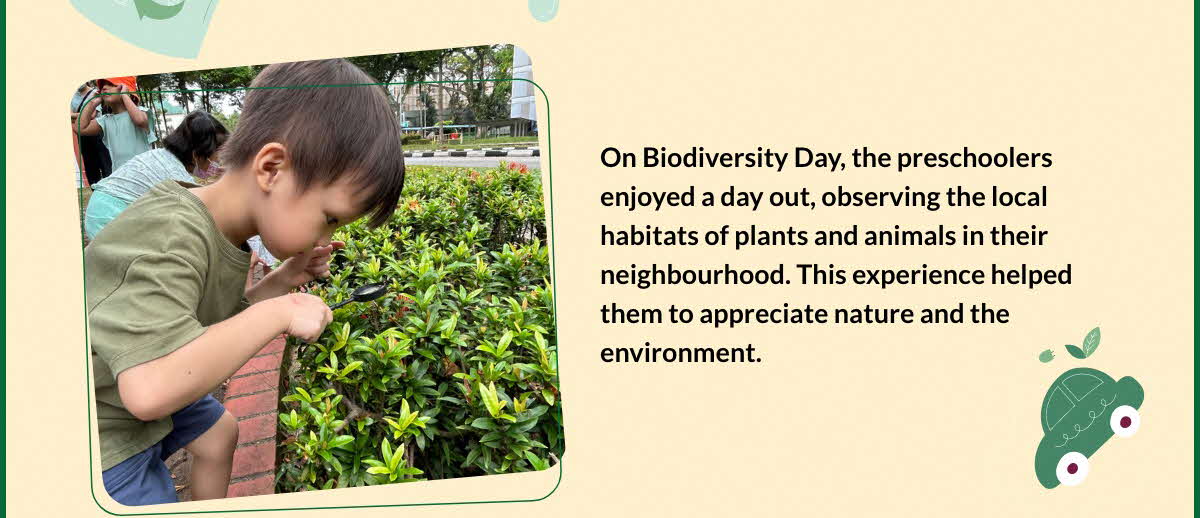 On Biodiversity Day, the preschoolers
enjoyed a day out, observing the local
habitats of plants and animals in their
neighbourhood. This experience helped
them to appreciate nature and the
environment.